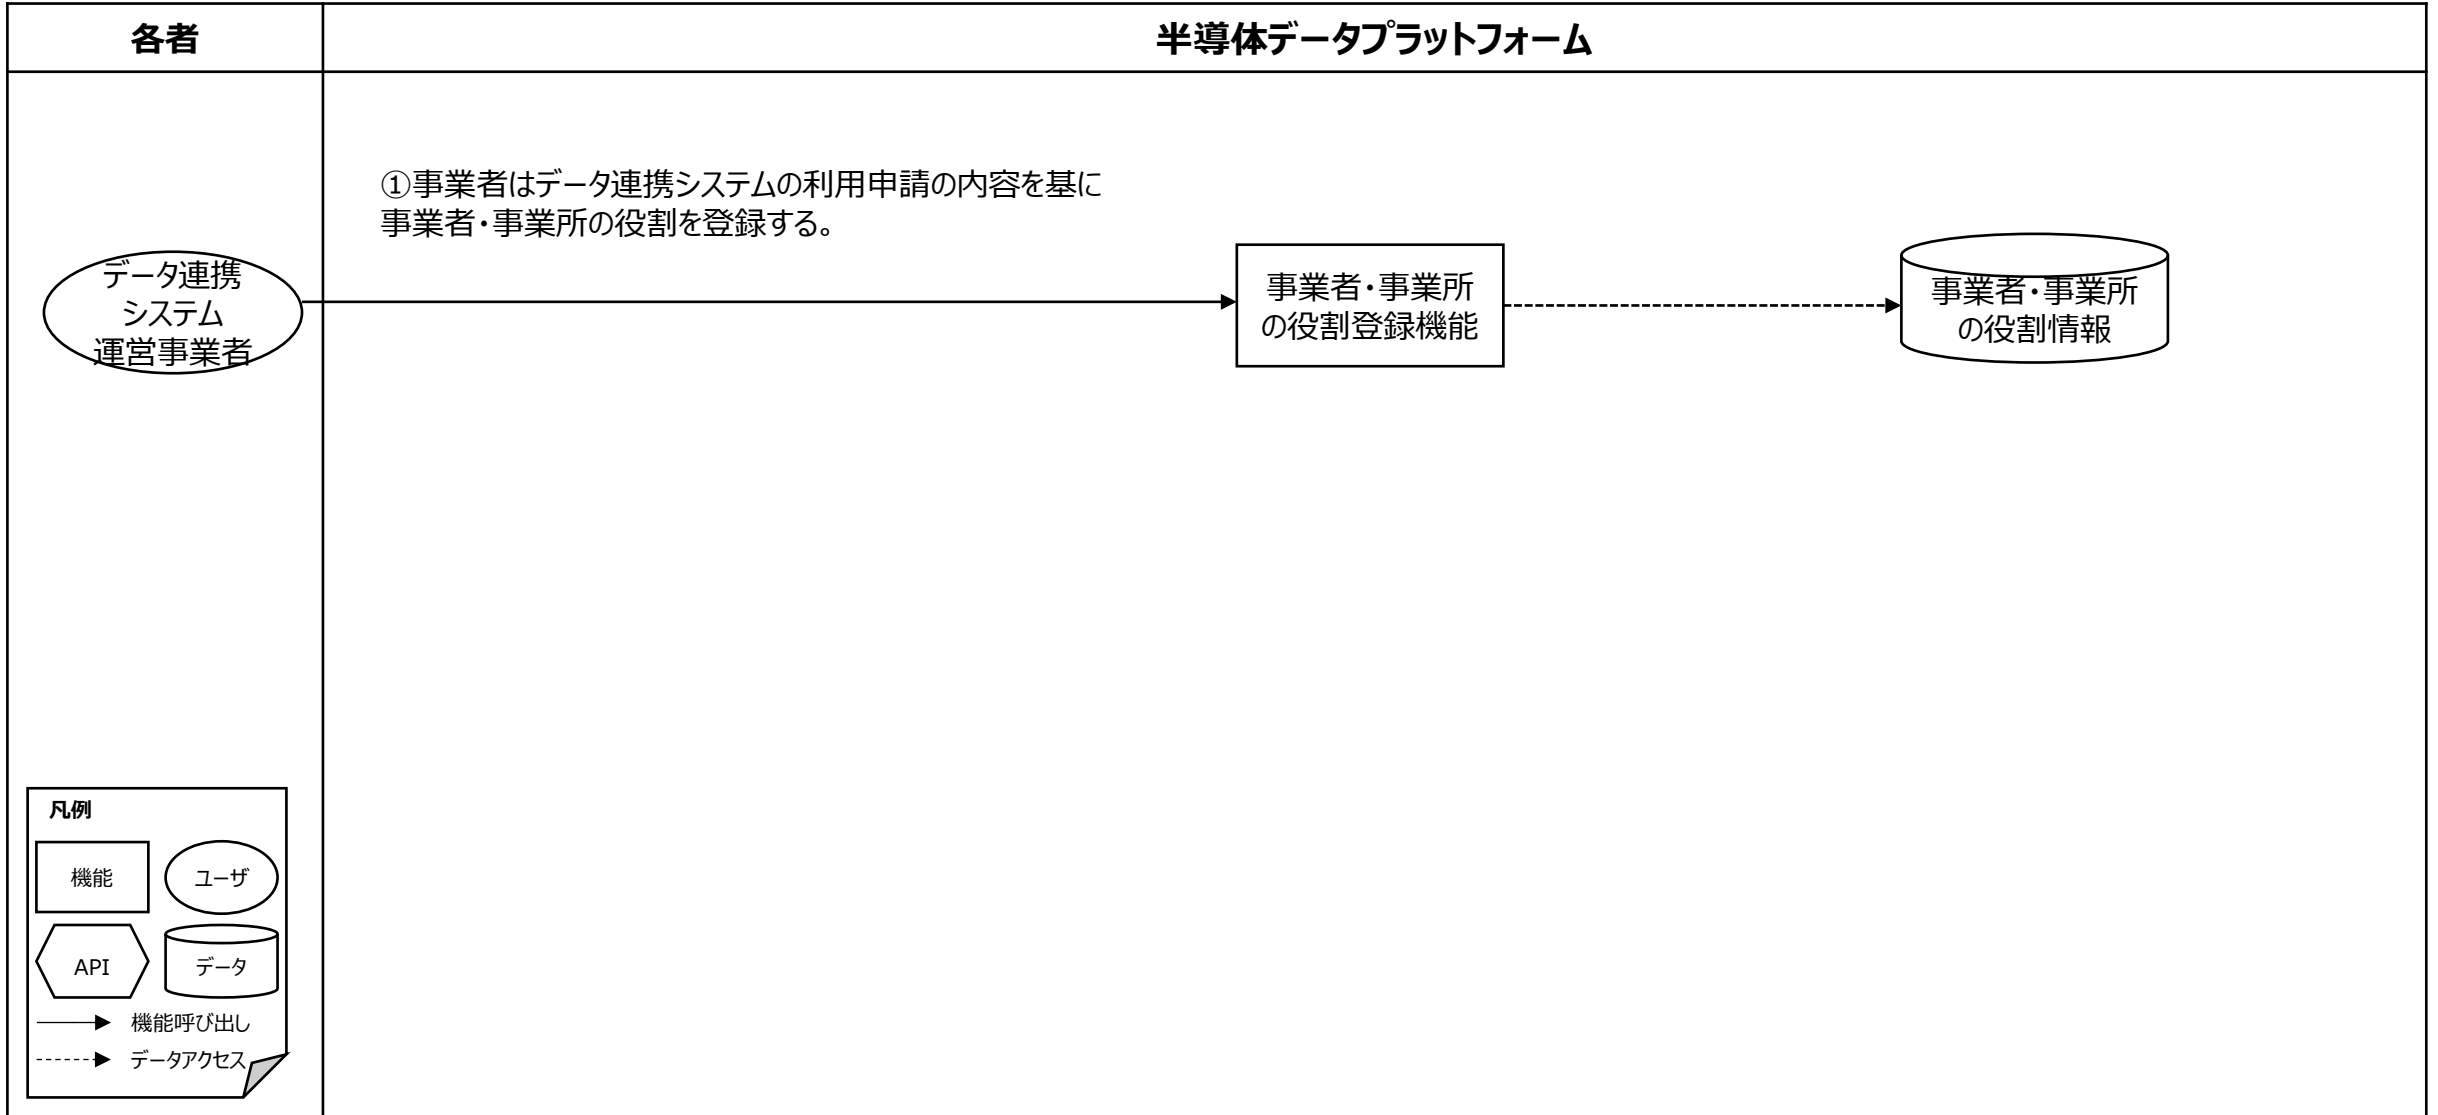 各者
半導体データプラットフォーム
①事業者はデータ連携システムの利用申請の内容を基に
事業者・事業所の役割を登録する。
データ連携
システム
運営事業者
事業者・事業所
の役割登録機能
事業者・事業所
の役割情報
凡例
機能
ユーザ
API
データ
機能呼び出し
データアクセス